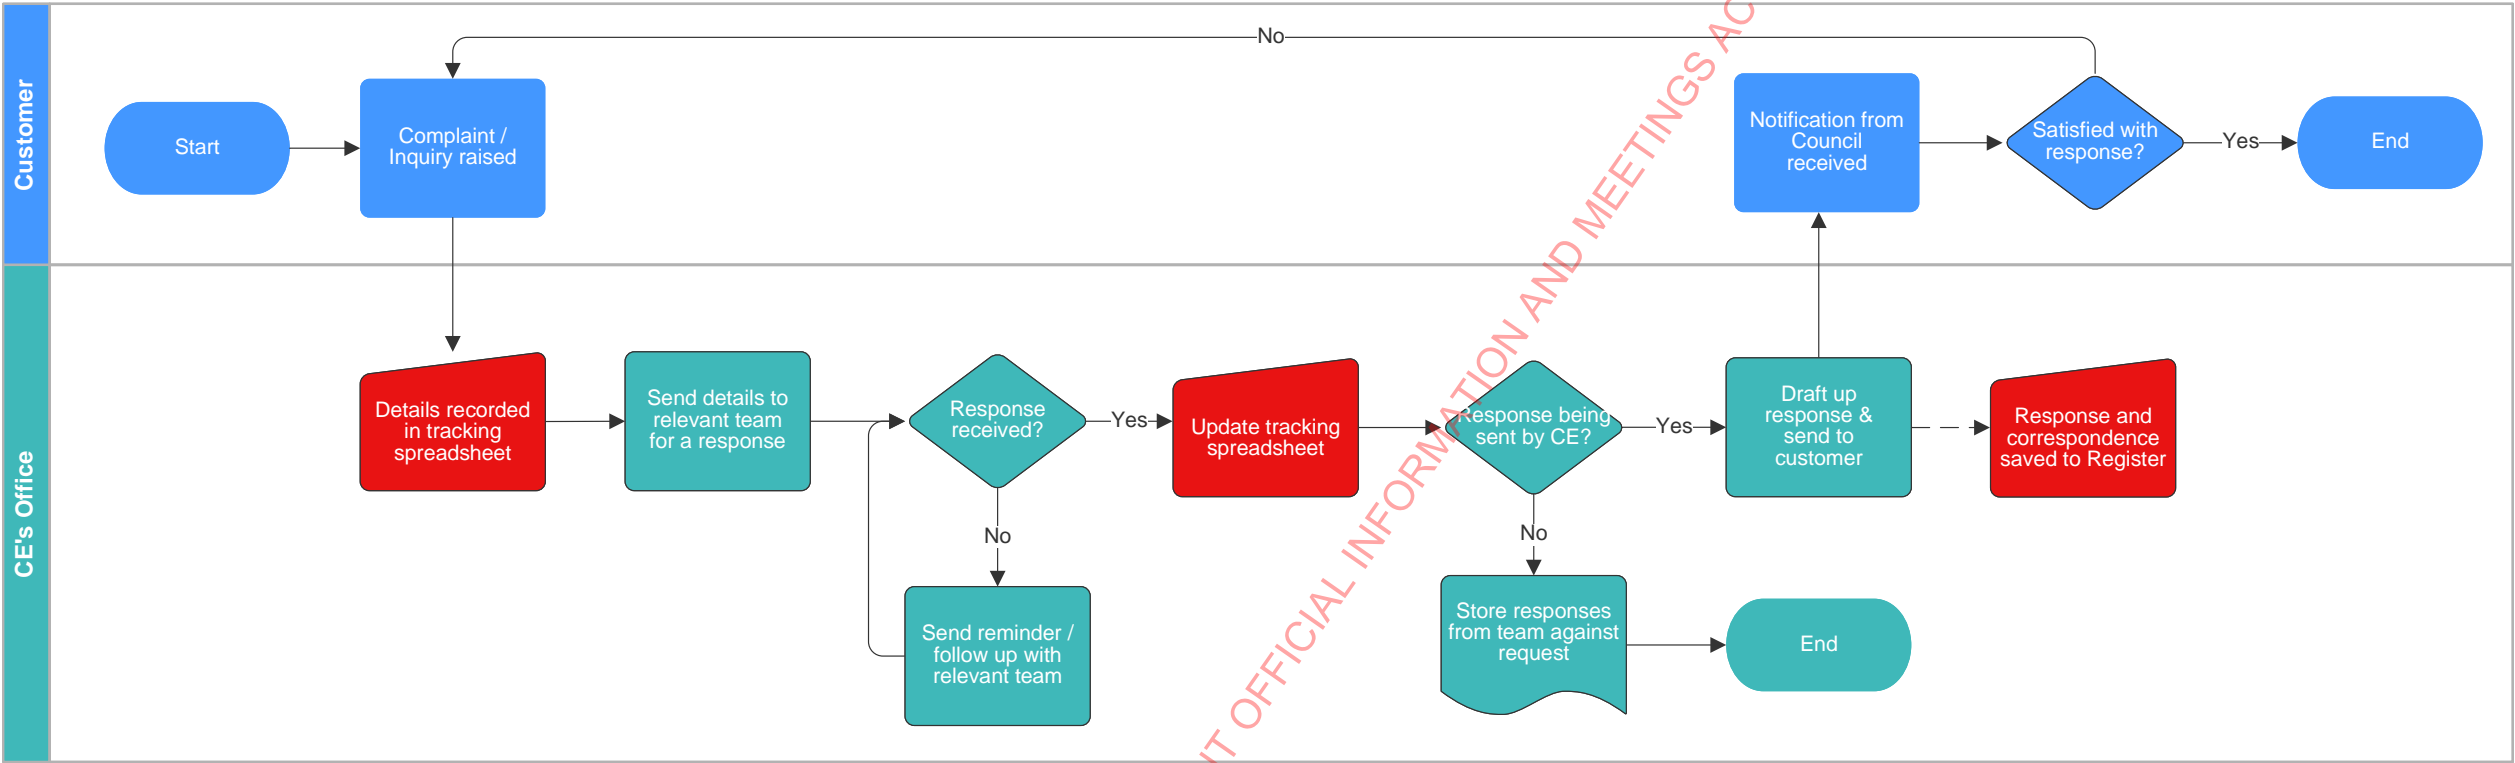 Customer
No
Start
Complaint /
Inquiry raised
Notification from
Council
received
Satisfied with
response?
Yes
End
CE's Office
Details recorded
in tracking
spreadsheet
Send details to
relevant team
for a response
Response
received?
Yes
No
Send reminder /
follow up with
relevant team
Update tracking
spreadsheet
Response being
sent by CE?
Yes
No
Store responses
from team against
request
End
Draft up
response &
send to
customer
Response and
correspondence
saved to Register
OFFICIAL INFORMATION AND MEETINGS